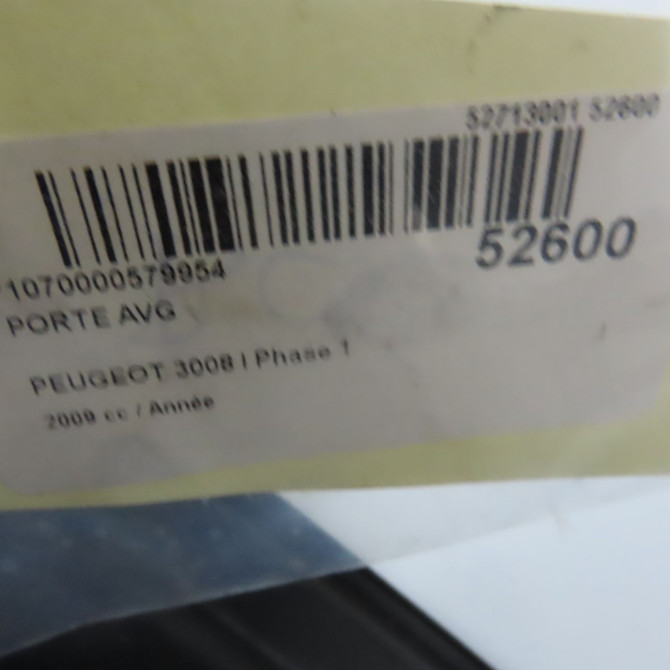 52713001 52600
52600
1070000579954
PORTE AVG
PEUGEOT 3008 I Phase 1
2009 cc / Année